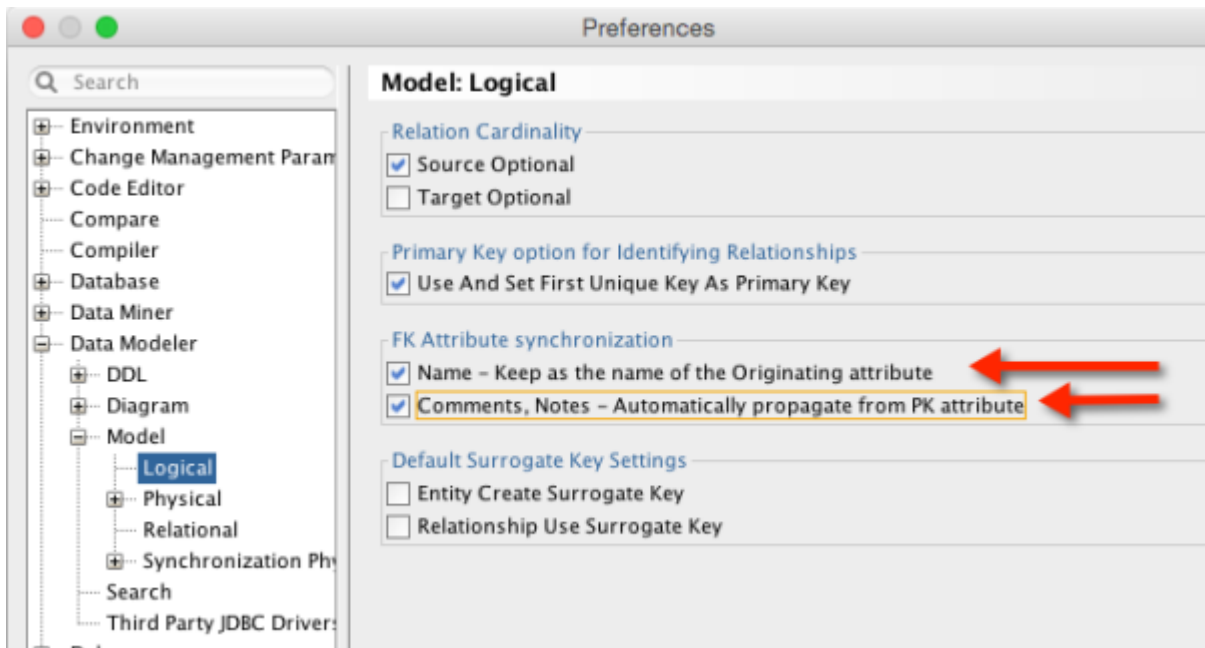 Preferences
Search
Environment
Change Management Param
Code Editor
Compare
Compiler
Database
Data Miner
Data Modeler
DDL
Diagram
Model
Logical
Physical
Relational
Synchronization Phy
Search
Third Party JDBC Drivers
Model: Logical
Relation Cardinality
Source Optional
Target Optional
Primary Key option for Identifying Relationships
Use And Set First Unique Key As Primary Key
FK Attribute synchronization
Name – Keep as the name of the Originating attribute
Comments, Notes – Automatically propagate from PK attribute
Default Surrogate Key Settings
Entity Create Surrogate Key
Relationship Use Surrogate Key